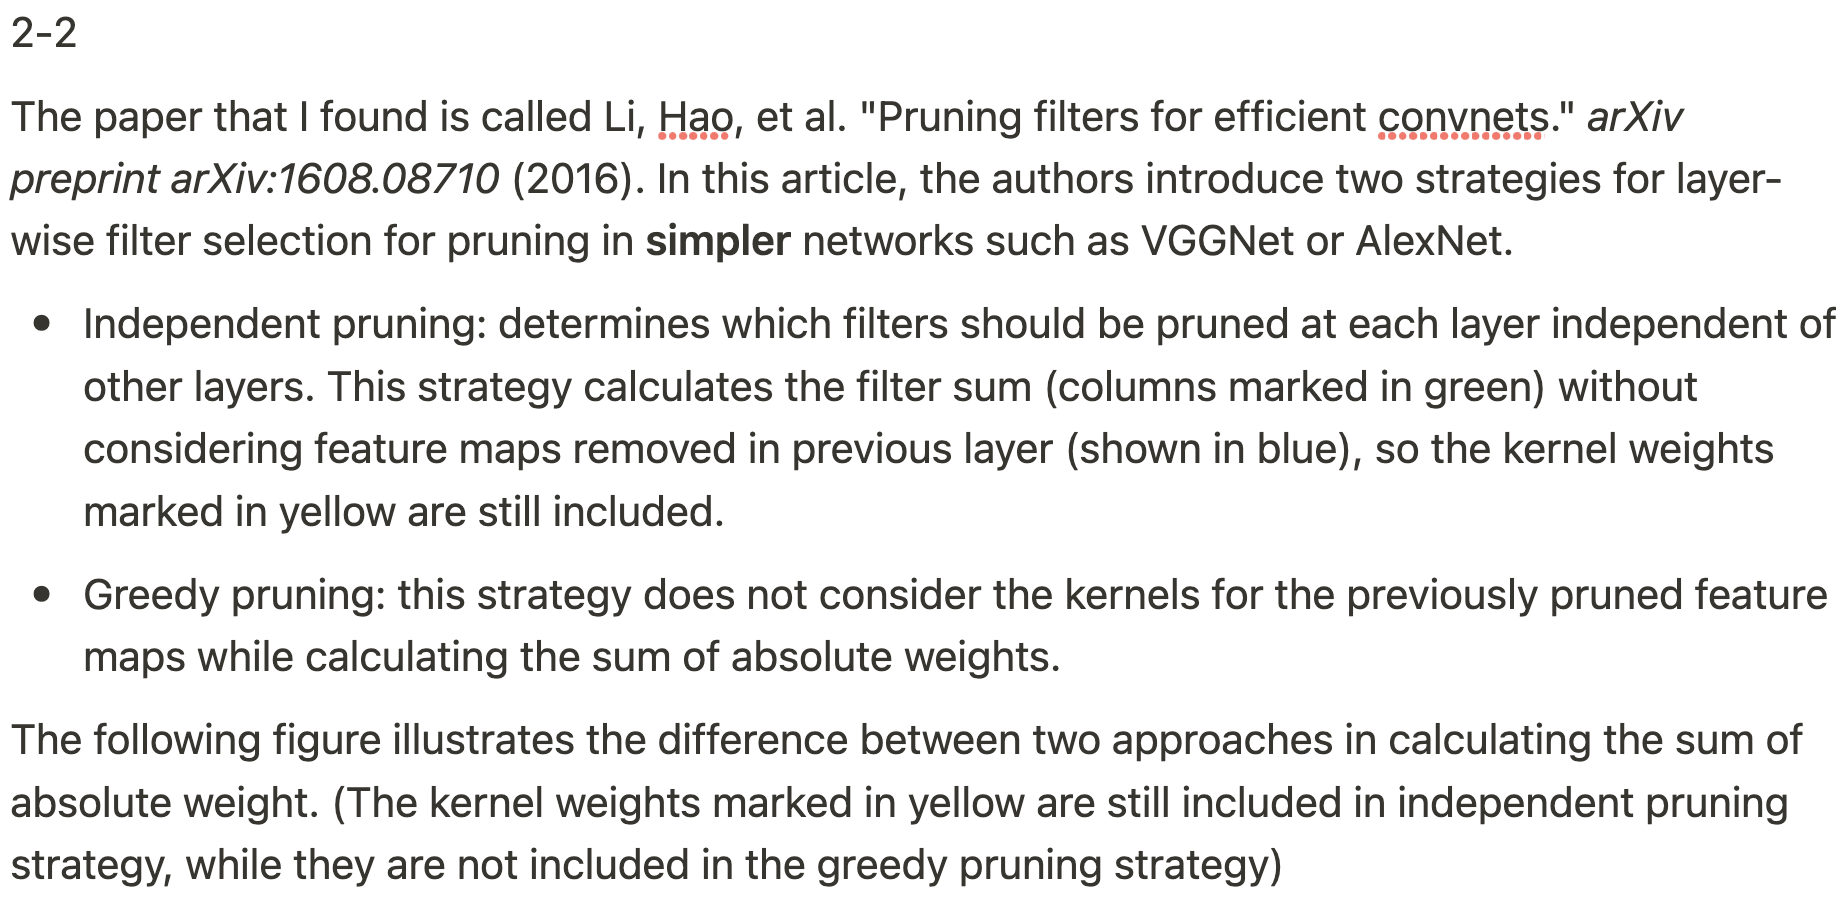 2-2
The paper that I found is called Li, Hao, et al. "Pruning filters for efficient convnets." arXiv
preprint arXiv:1608.08710 (2016). In this article, the authors introduce two strategies for layer-
wise filter selection for pruning in simpler networks such as VGGNet or AlexNet.
• Independent pruning: determines which filters should be pruned at each layer independent of
other layers. This strategy calculates the filter sum (columns marked in green) without
considering feature maps removed in previous layer (shown in blue), so the kernel weights
marked in yellow are still included.
• Greedy pruning: this strategy does not consider the kernels for the previously pruned feature
maps while calculating the sum of absolute weights.
The following figure illustrates the difference between two approaches in calculating the sum of
absolute weight. (The kernel weights marked in yellow are still included in independent pruning
strategy, while they are not included in the greedy pruning strategy)